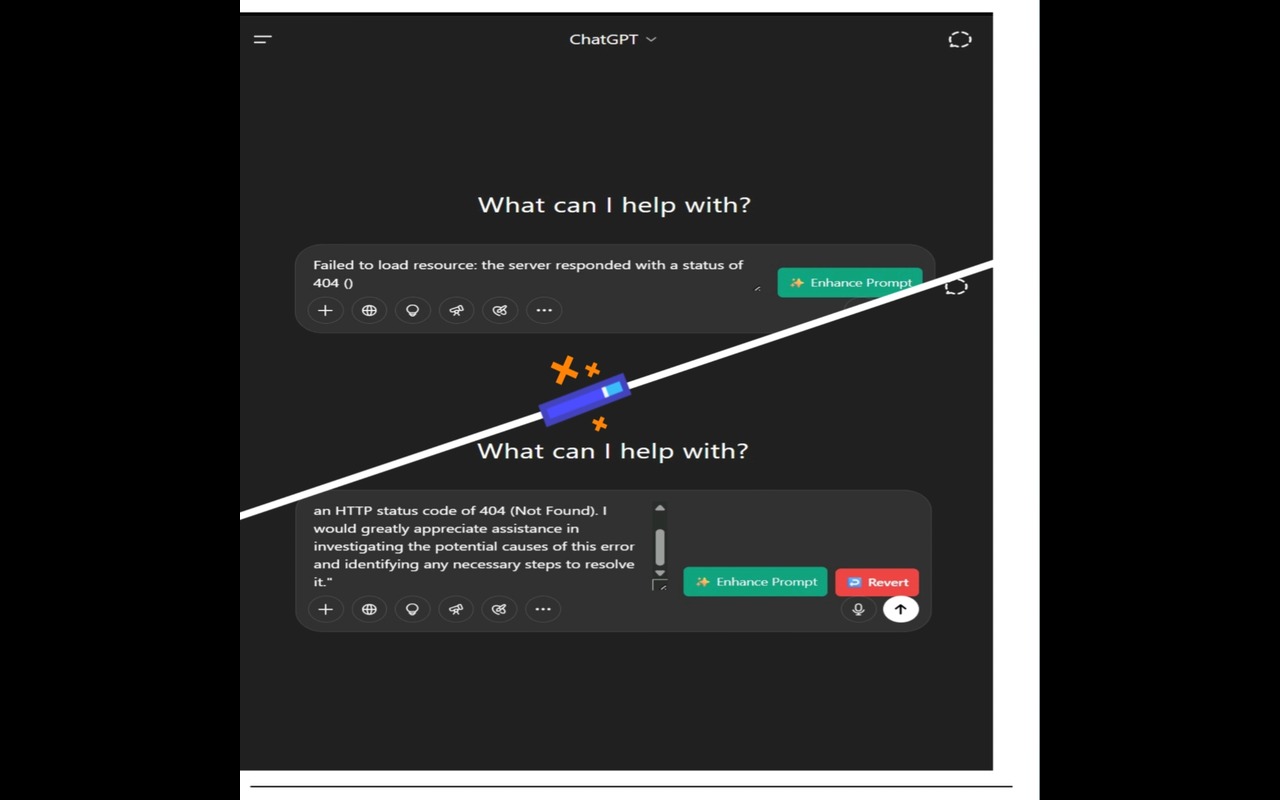 ChatGPT
What can I help with?
Failed to load resource: the server responded with a status of
404 ()
Enhance Prompt
What can I help with?
an HTTP status code of 404 (Not Found). I
would greatly appreciate assistance in
investigating the potential causes of this error
and identifying any necessary steps to resolve
it."
Enhance Prompt
Revert